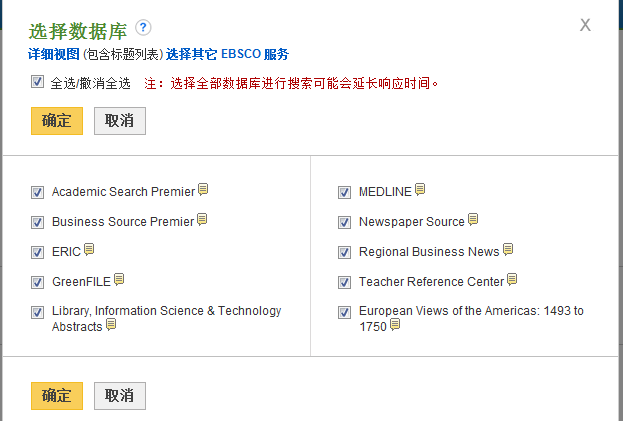 选择数据库 ?
X
详细视图 (包含标题列表) 选择其它 EBSCO 服务
全选/撤消全选 注：选择全部数据库进行搜索可能会延长响应时间。
确定 取消
Academic Search Premier
Business Source Premier
ERIC
GreenFILE
Library, Information Science & Technology
Abstracts
MEDLINE
Newspaper Source
Regional Business News
Teacher Reference Center
European Views of the Americas: 1493 to
1750
确定 取消